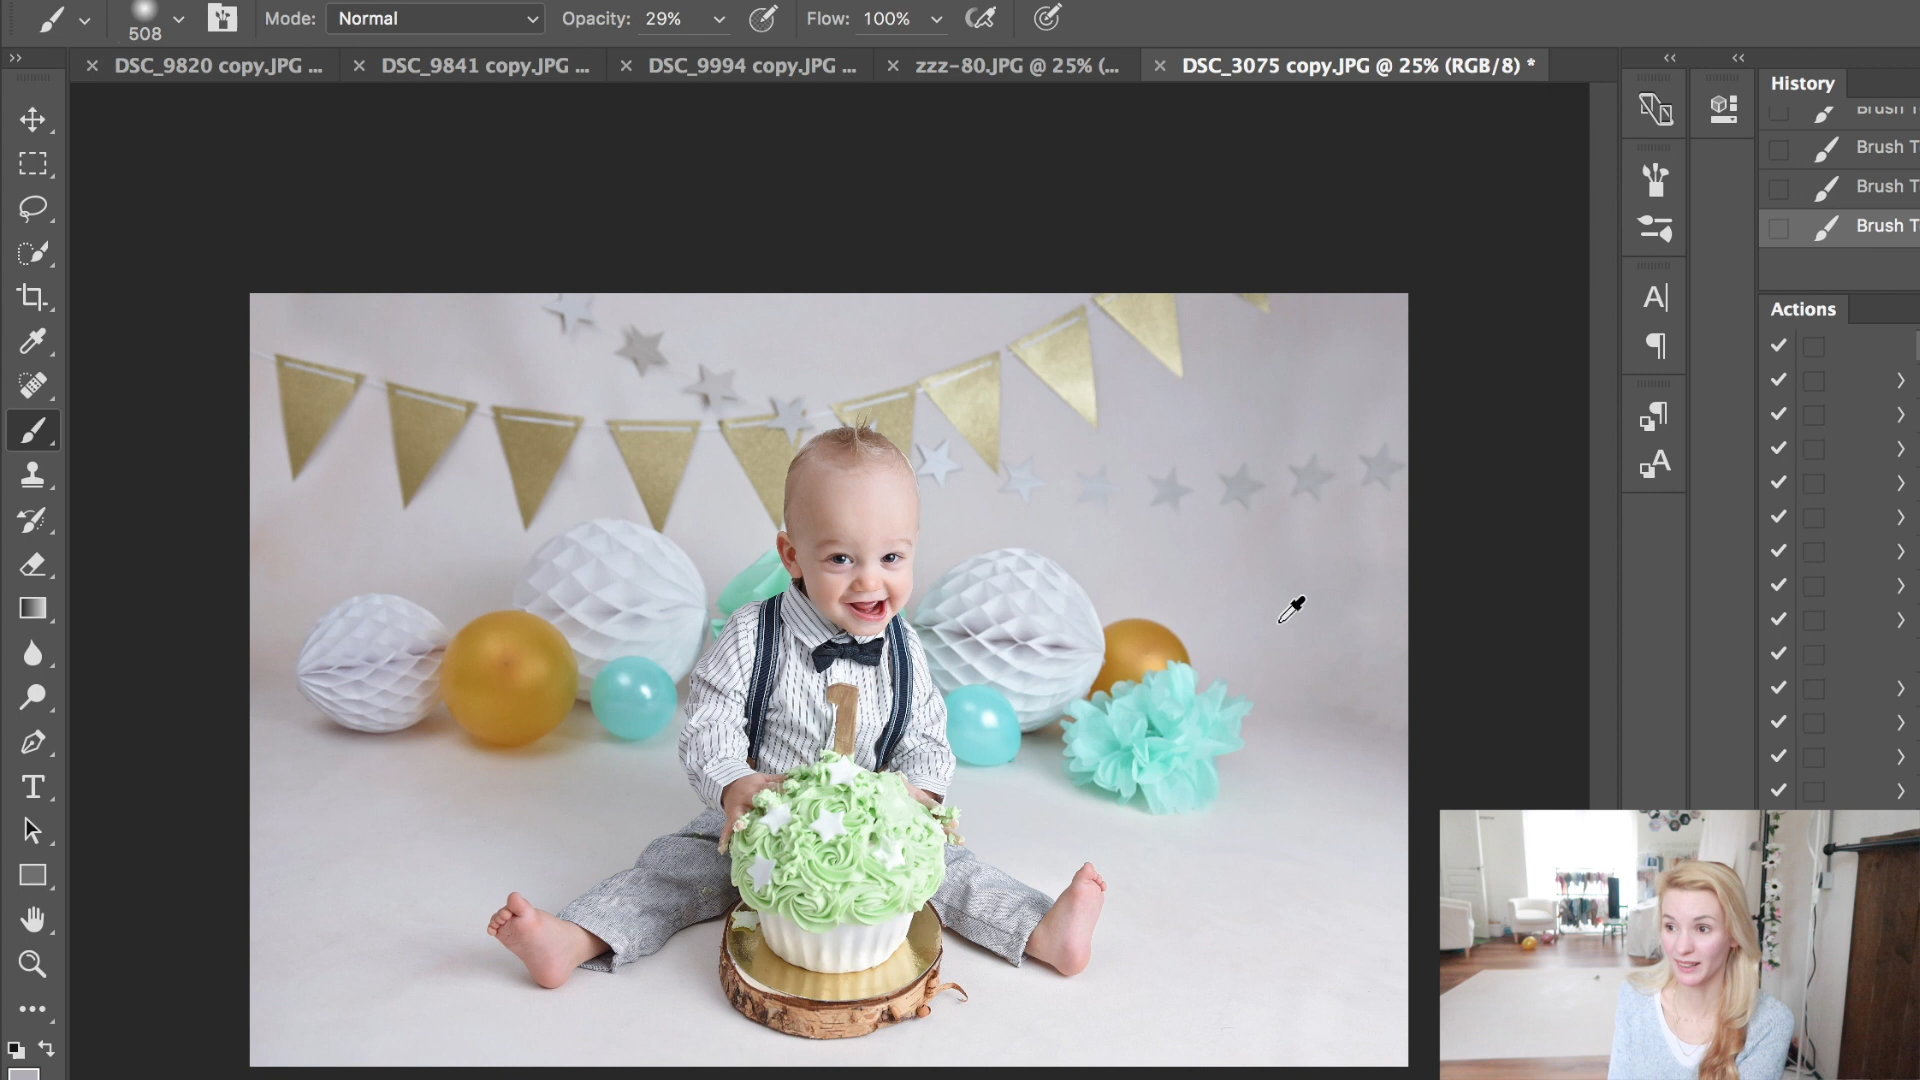 Mode: Normal Opacity: 29% Flow: 100%
508
DSC_9820 copy.JPG ... DSC_9841 copy.JPG ... DSC_9994 copy.JPG ... zzz-80.JPG @ 25% (... DSC_3075 copy.JPG @ 25% (RGB/8) *
History
Brush T
Brush T
Brush T
Brush T
Actions
1